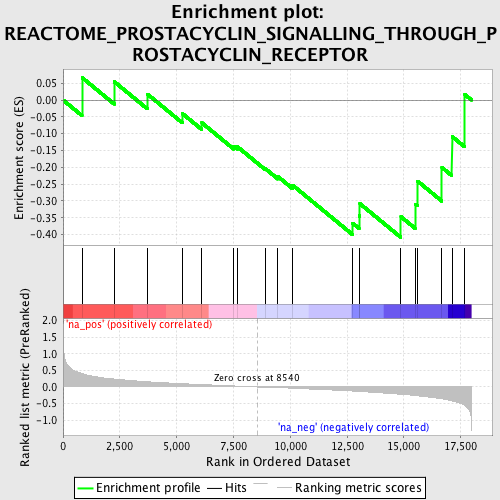 Enrichment plot:
REACTOME_PROSTACYCLIN_SIGNALLING_THROUGH_P
ROSTACYCLIN_RECEPTOR
Enrichment score (ES)
0.05
0.00
-0.05
-0.10
-0.15
-0.20
-0.25
-0.30
-0.35
-0.40
'na_pos' (positively correlated)
Ranked list metric (PreRanked)
2.0
1.5
1.0
0.5
0.0
-0.5
-1.0
Zero cross at 8540
'na_neg' (negatively correlated)
0
2,500
5,000
7,500
10,000
12,500
15,000
17,500
Rank in Ordered Dataset
Enrichment profile
Hits
Ranking metric scores